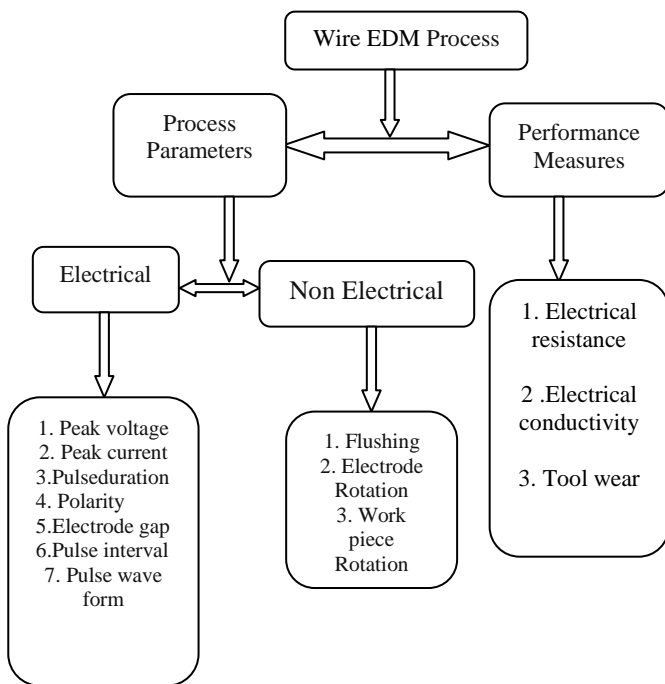 Wire EDM Process
Process
Parameters
Performance
Measures
Electrical
Non Electrical
1. Electrical
resistance
2 .Electrical
conductivity
3. Tool wear
1. Peak voltage
2. Peak current
3.Pulseduration
4. Polarity
5.Electrode gap
6.Pulse interval
7. Pulse wave
form
1. Flushing
2. Electrode
Rotation
3. Work
piece
Rotation